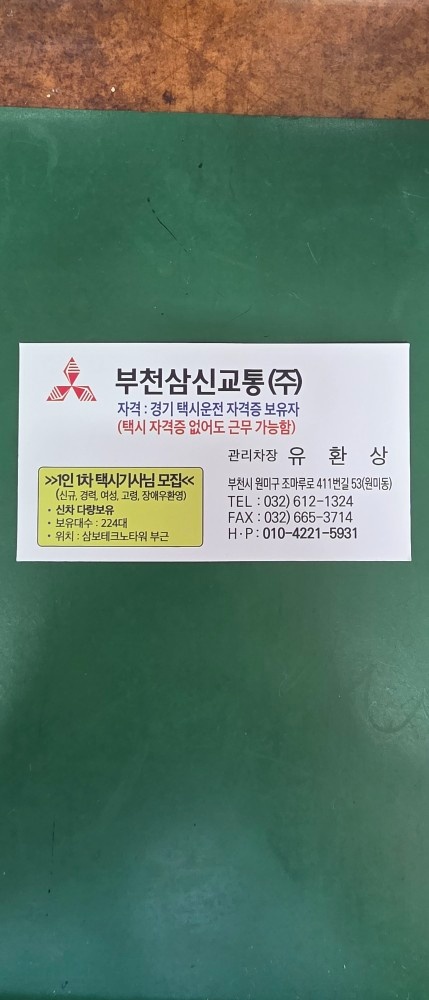 부천삼신교통(주)
자격 : 경기 택시운전 자격증 보유자
(택시 자격증 없어도 근무 가능함)
관리차장 유 환 상
>>1인 1차 택시기사님 모집<<
(신규, 경력, 여성, 고령, 장애우환영)
• 신차 다량보유
• 보유대수 : 224대
• 위치 : 삼보테크노타워 부근
부천시 원미구 조마루로 411번길 53(원미동)
TEL : 032) 612-1324
FAX : 032) 665-3714
H·P : 010-4221-5931